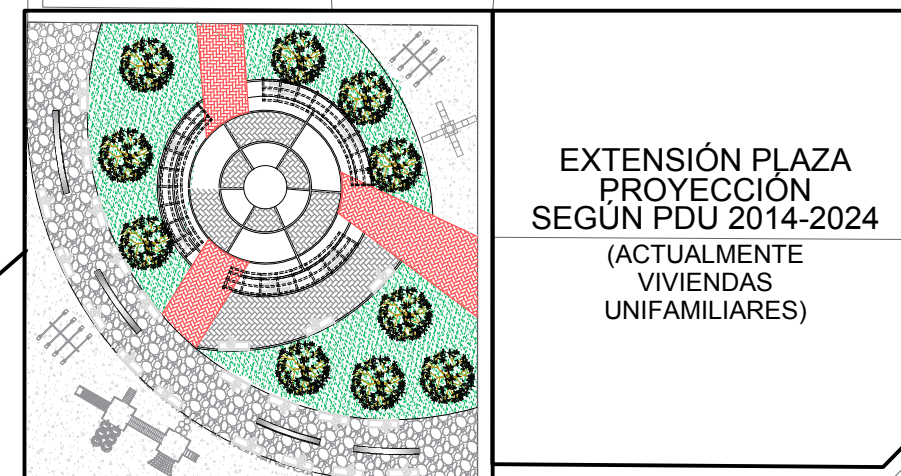 EXTENSIÓN PLAZA
PROYECCIÓN
SEGÚN PDU 2014-2024
(ACTUALMENTE
VIVIENDAS
UNIFAMILIARES)